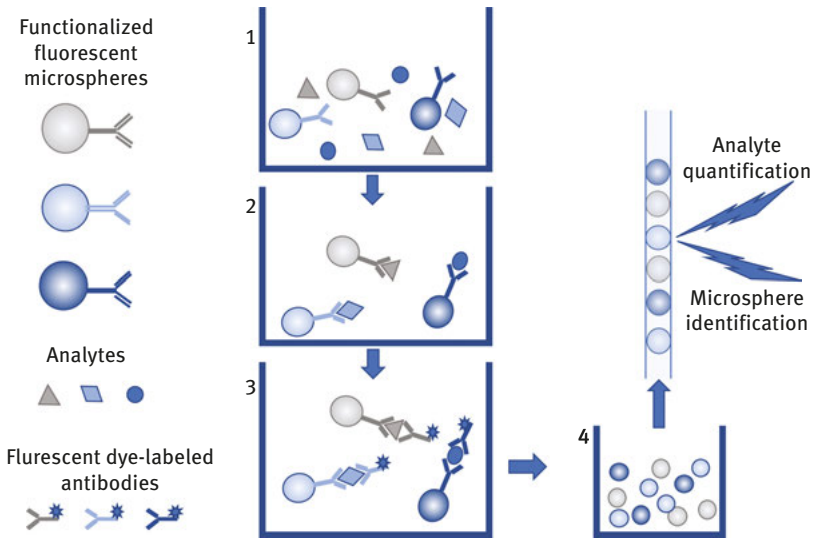 Functionalized
fluorescent
microspheres
Analytes
Flurescent dye-labeled
antibodies
1
2
3
4
Analyte
quantification
Microsphere
identification